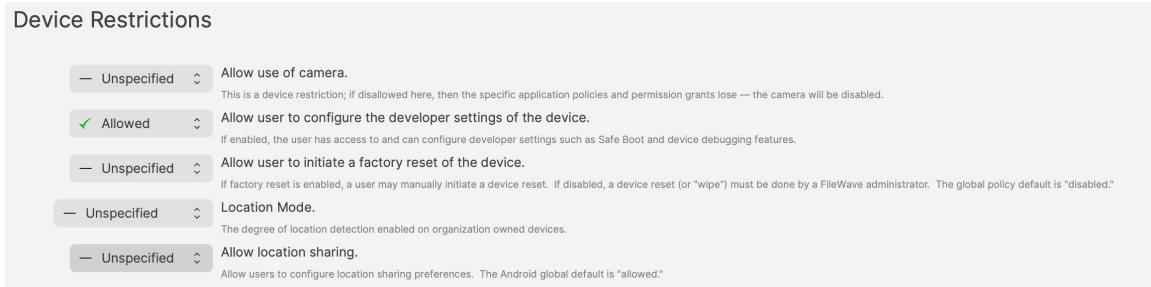 Device Restrictions
— Unspecified
Allow use of camera.
This is a device restriction; if disallowed here, then the specific application policies and permission grants lose — the camera will be disabled.
✓ Allowed
Allow user to configure the developer settings of the device.
If enabled, the user has access to and can configure developer settings such as Safe Boot and device debugging features.
— Unspecified
Allow user to initiate a factory reset of the device.
If factory reset is enabled, a user may manually initiate a device reset.  If disabled, a device reset (or "wipe") must be done by a FileWave administrator.  The global policy default is "disabled."
— Unspecified
Location Mode.
The degree of location detection enabled on organization owned devices.
— Unspecified
Allow location sharing.
Allow users to configure location sharing preferences.  The Android global default is "allowed."